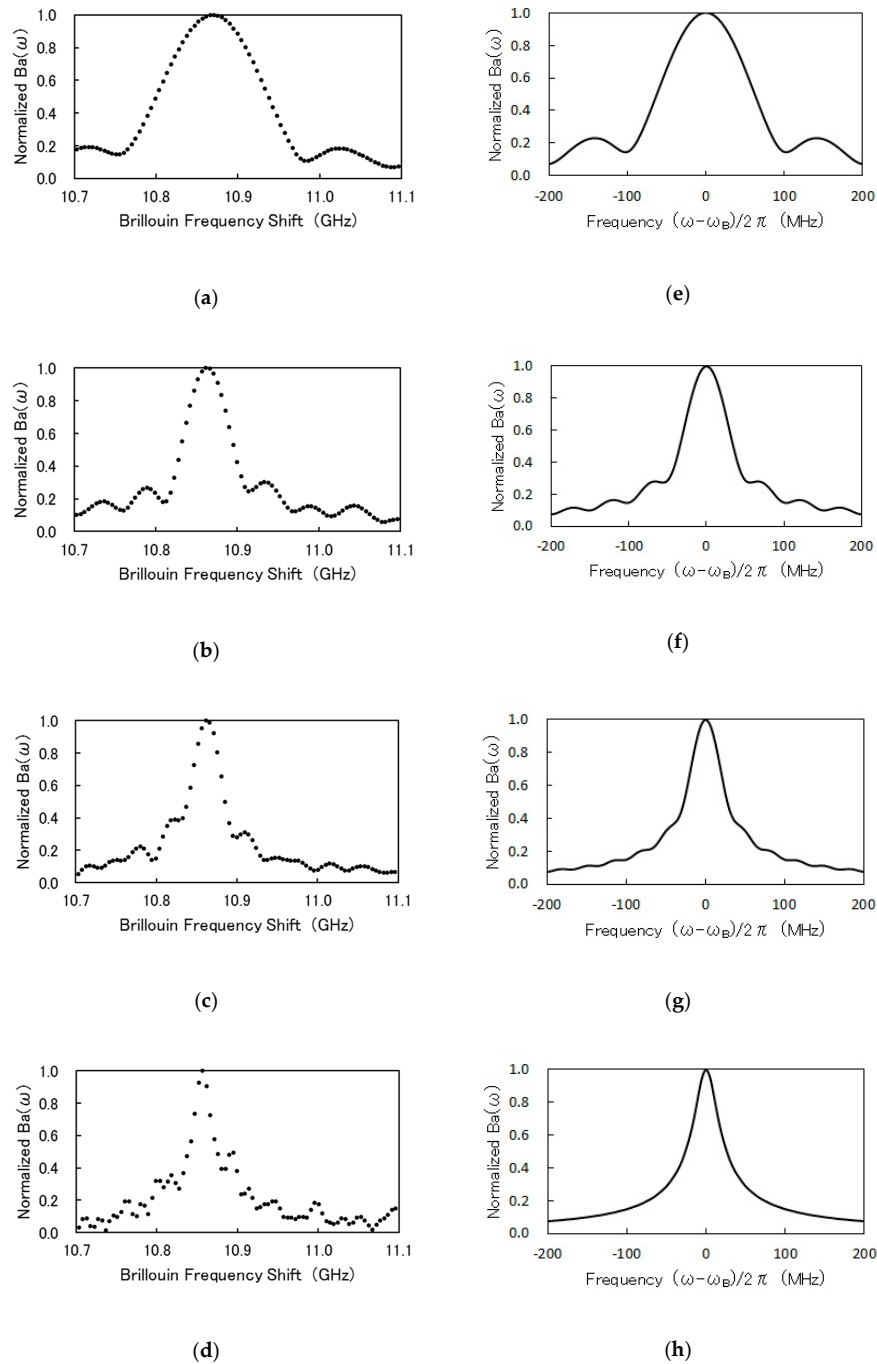 Normalized Ba(ω)
1.0
0.8
0.6
0.4
0.2
0.0
10.7 10.8 10.9 11.0 11.1
Brillouin Frequency Shift (GHz)
(a)
Normalized Ba(ω)
1.0
0.8
0.6
0.4
0.2
0.0
-200 -100 0 100 200
Frequency (ω-ωB)/2π (MHz)
(e)
Normalized Ba(ω)
1.0
0.8
0.6
0.4
0.2
0.0
10.7 10.8 10.9 11.0 11.1
Brillouin Frequency Shift (GHz)
(b)
Normalized Ba(ω)
1.0
0.8
0.6
0.4
0.2
0.0
-200 -100 0 100 200
Frequency (ω-ωB)/2π (MHz)
(f)
Normalized Ba(ω)
1.0
0.8
0.6
0.4
0.2
0.0
10.7 10.8 10.9 11.0 11.1
Brillouin Frequency Shift (GHz)
(c)
Normalized Ba(ω)
1.0
0.8
0.6
0.4
0.2
0.0
-200 -100 0 100 200
Frequency (ω-ωB)/2π (MHz)
(g)
Normalized Ba(ω)
1.0
0.8
0.6
0.4
0.2
0.0
10.7 10.8 10.9 11.0 11.1
Brillouin Frequency Shift (GHz)
(d)
Normalized Ba(ω)
1.0
0.8
0.6
0.4
0.2
0.0
-200 -100 0 100 200
Frequency (ω-ωB)/2π (MHz)
(h)